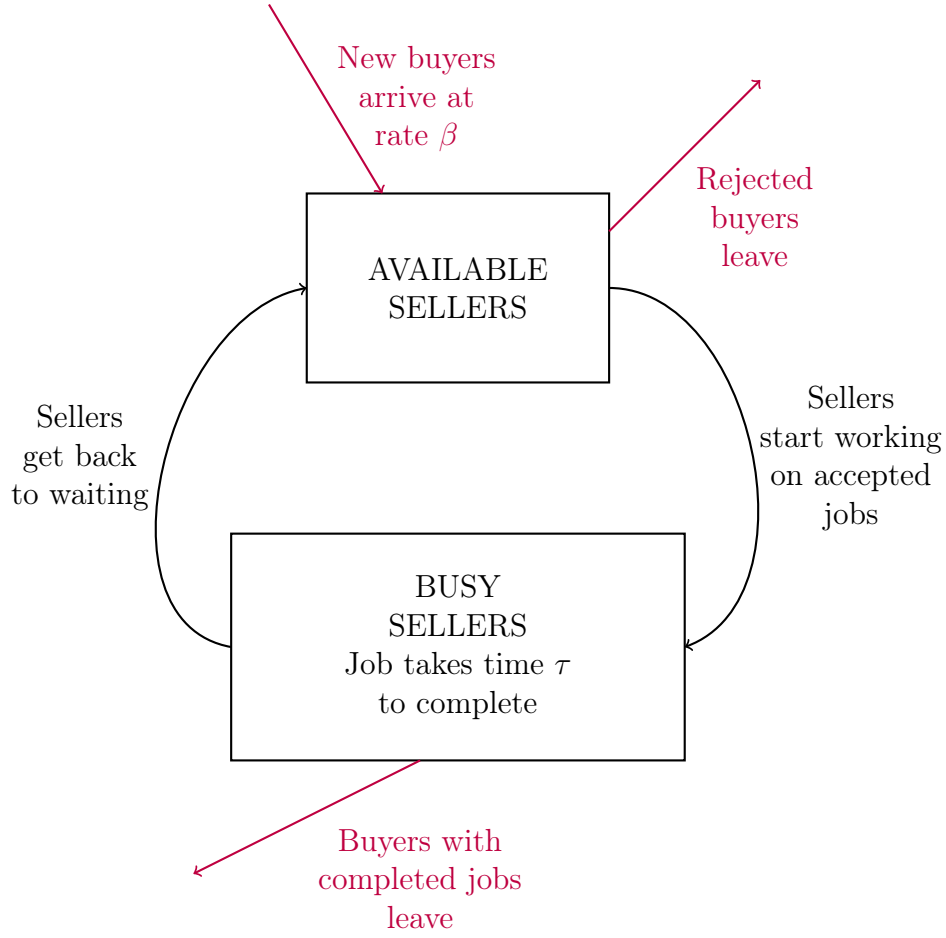 New buyers
arrive at
rate β
Rejected
buyers
leave
AVAILABLE
SELLERS
Sellers
get back
to waiting
Sellers
start working
on accepted
jobs
BUSY
SELLERS
Job takes time τ
to complete
Buyers with
completed jobs
leave